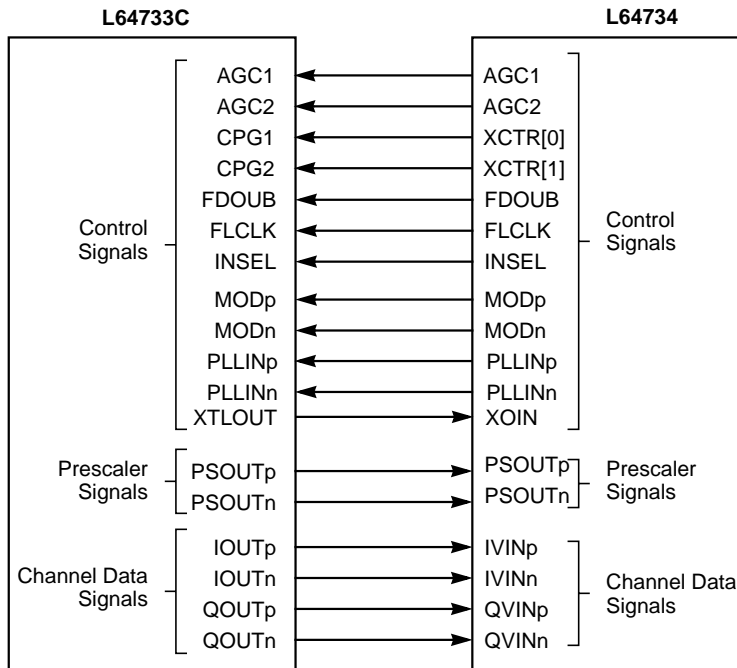 L64733C L64734
AGC1 AGC1
AGC2 AGC2
CPG1 XCTR[0]
CPG2 XCTR[1]
FDOUB FDOUB
Control Signals
FLCLK FLCLK
Control Signals
INSEL INSEL
MODp MODp
MODn MODn
PLLINp PLLINp
PLLINn PLLINn
XTLOUT XOIN
Prescaler Signals
PSOUTp PSOUTp
Prescaler Signals
PSOUTn PSOUTn
IOUTp IVINp
Channel Data Signals
IOUTn IVINn
Channel Data Signals
QOUTp QVINp
QOUTn QVINn